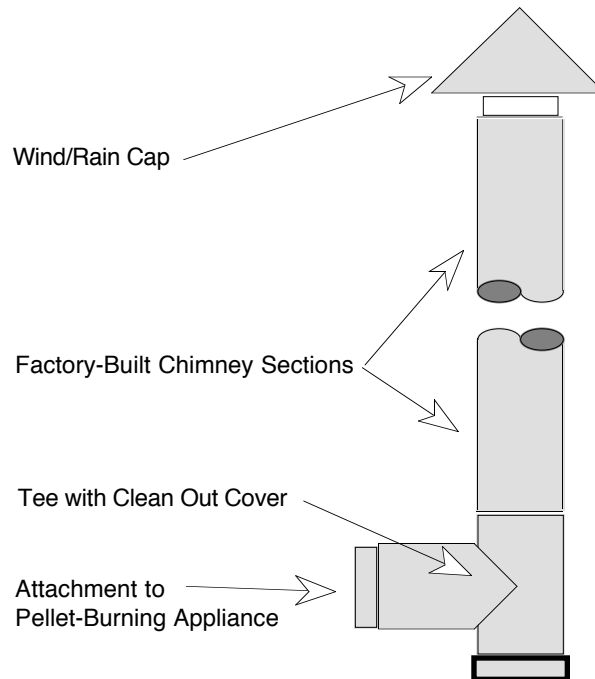 Wind/Rain Cap
Factory-Built Chimney Sections
Tee with Clean Out Cover
Attachment to
Pellet-Burning Appliance